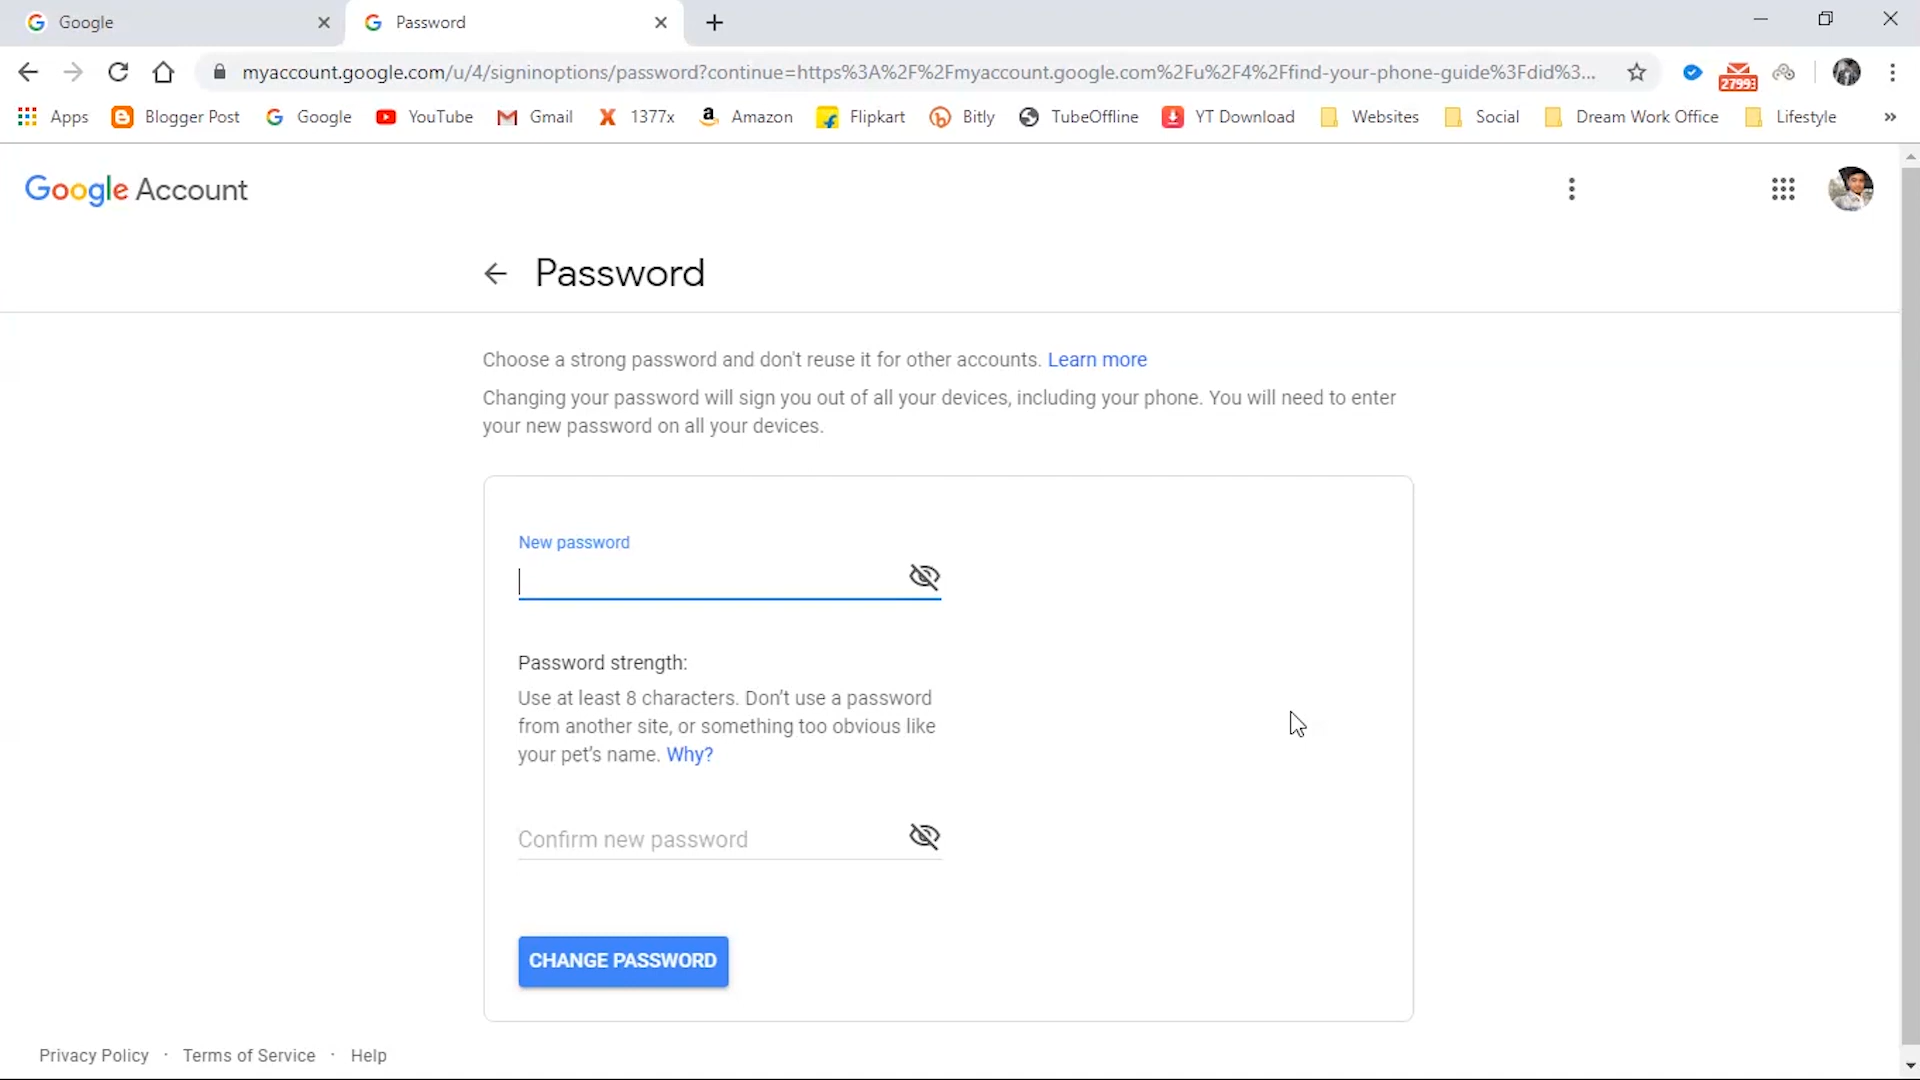 Google
Password
myaccount.google.com/u/4/signinoptions/password?continue=https%3A%2F%2Fmyaccount.google.com%2Fu%2F4%2Ffind-your-phone-guide%3Fdid%3...
27993
Apps Blogger Post Google YouTube Gmail 1377x Amazon Flipkart Bitly TubeOffline YT Download Websites Social Dream Work Office Lifestyle »
Google Account
Password
Choose a strong password and don't reuse it for other accounts. Learn more
Changing your password will sign you out of all your devices, including your phone. You will need to enter
your new password on all your devices.
New password
Password strength:
Use at least 8 characters. Don’t use a password
from another site, or something too obvious like
your pet’s name. Why?
Confirm new password
CHANGE PASSWORD
Privacy Policy · Terms of Service · Help